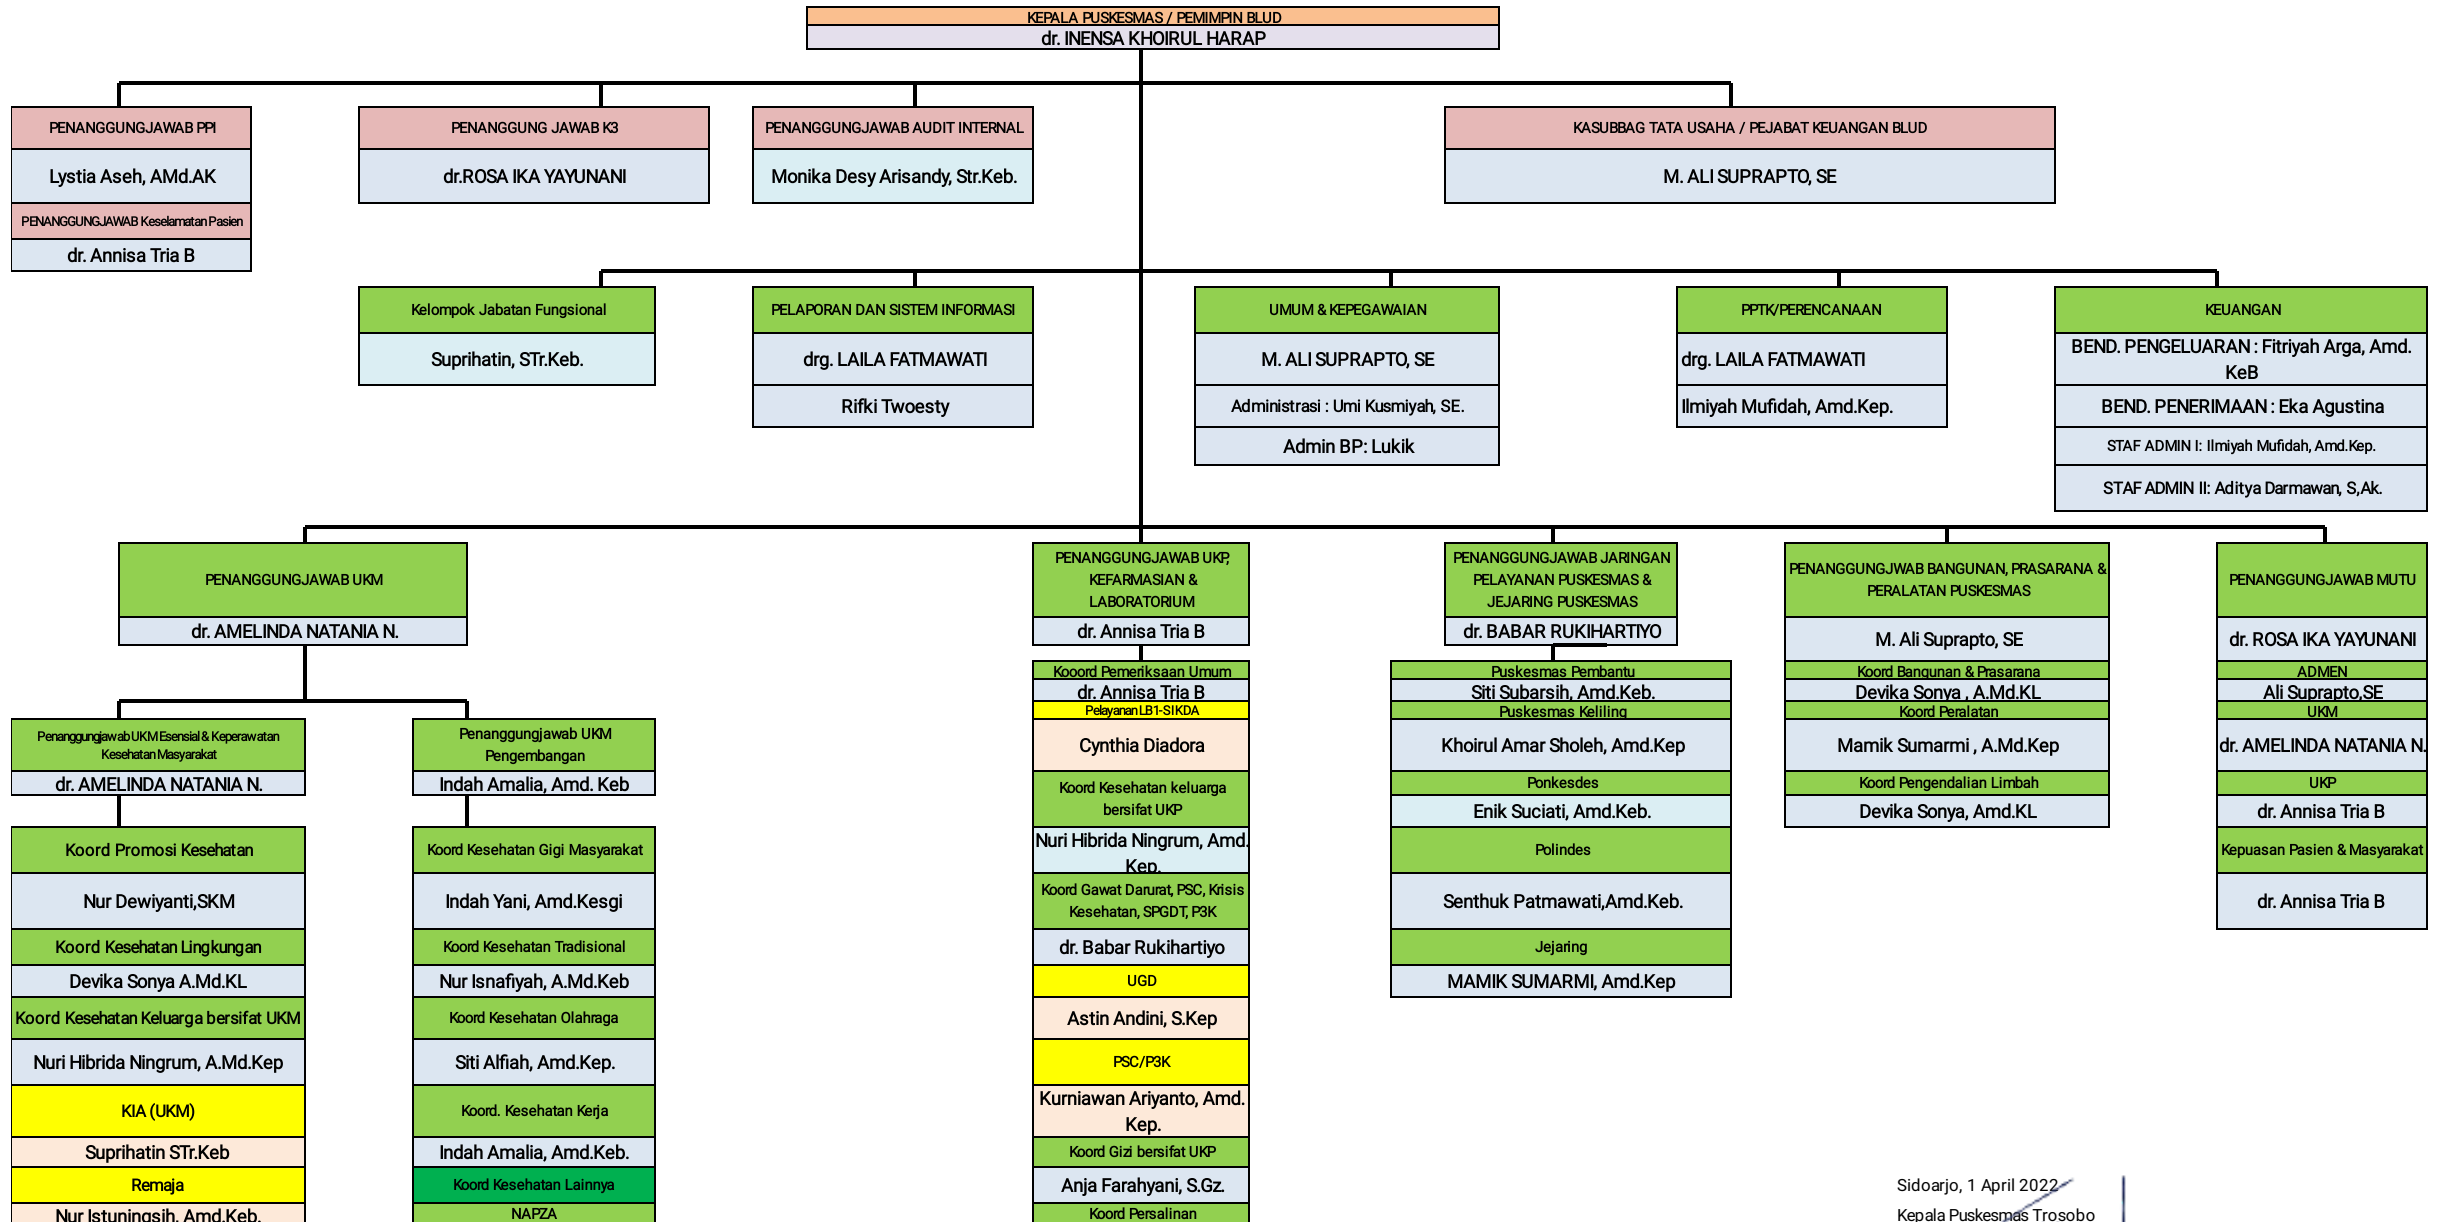 KEPALA PUSKESMAS / PEMIMPIN BLUD
dr. INENSA KHOIRUL HARAP
PENANGGUNGJAWAB PPI
Lystia Aseh, AMd.AK
PENANGGUNGJAWAB Keselamatan Pasien
dr. Annisa Tria B
PENANGGUNG JAWAB K3
dr.ROSA IKA YAYUNANI
PENANGGUNGJAWAB AUDIT INTERNAL
Monika Desy Arisandy, Str.Keb.
KASUBBAG TATA USAHA / PEJABAT KEUANGAN BLUD
M. ALI SUPRAPTO, SE
Kelompok Jabatan Fungsional
Suprihatin, STr.Keb.
PELAPORAN DAN SISTEM INFORMASI
drg. LAILA FATMAWATI
Rifki Twoesty
UMUM & KEPEGAWAIAN
M. ALI SUPRAPTO, SE
Administrasi : Umi Kusmiyah, SE.
Admin BP: Lukik
PPTK/PERENCANAAN
drg. LAILA FATMAWATI
Ilmiyah Mufidah, Amd.Kep.
KEUANGAN
BEND. PENGELUARAN : Fitriyah Arga, Amd.
KeB
BEND. PENERIMAAN : Eka Agustina
STAF ADMIN I: Ilmiyah Mufidah, Amd.Kep.
STAF ADMIN II: Aditya Darmawan, S,Ak.
PENANGGUNGJAWAB UKM
dr. AMELINDA NATANIA N.
Penanggungjawab UKM Esensial & Keperawatan
Kesehatan Masyarakat
dr. AMELINDA NATANIA N.
Koord Promosi Kesehatan
Nur Dewiyanti,SKM
Koord Kesehatan Lingkungan
Devika Sonya A.Md.KL
Koord Kesehatan Keluarga bersifat UKM
Nuri Hibrida Ningrum, A.Md.Kep
KIA (UKM)
Suprihatin STr.Keb
Remaja
Nur Istuningsih, Amd.Keb.
Penanggungjawab UKM
Pengembangan
Indah Amalia, Amd. Keb
Koord Kesehatan Gigi Masyarakat
Indah Yani, Amd.Kesgi
Koord Kesehatan Tradisional
Nur Isnafiyah, A.Md.Keb
Koord Kesehatan Olahraga
Siti Alfiah, Amd.Kep.
Koord. Kesehatan Kerja
Indah Amalia, Amd.Keb.
Koord Kesehatan Lainnya
NAPZA
PENANGGUNGJAWAB UKP,
KEFARMASIAN &
LABORATORIUM
dr. Annisa Tria B
Kooord Pemeriksaan Umum
dr. Annisa Tria B
Pelayanan LB1-SIKDA
Cynthia Diadora
Koord Kesehatan keluarga
bersifat UKP
Nuri Hibrida Ningrum, Amd.
Kep.
Koord Gawat Darurat, PSC, Krisis
Kesehatan, SPGDT, P3K
dr. Babar Rukihartiyo
UGD
Astin Andini, S.Kep
PSC/P3K
Kurniawan Ariyanto, Amd.
Kep.
Koord Gizi bersifat UKP
Anja Farahyani, S.Gz.
Koord Persalinan
PENANGGUNGJAWAB JARINGAN
PELAYANAN PUSKESMAS &
JEJARING PUSKESMAS
dr. BABAR RUKIHARTIYO
Puskesmas Pembantu
Siti Subarsih, Amd.Keb.
Puskesmas Keliling
Khoirul Amar Sholeh, Amd.Kep
Ponkesdes
Enik Suciati, Amd.Keb.
Polindes
Senthuk Patmawati,Amd.Keb.
Jejaring
MAMIK SUMARMI, Amd.Kep
PENANGGUNGJWAB BANGUNAN, PRASARANA &
PERALATAN PUSKESMAS
M. Ali Suprapto, SE
Koord Bangunan & Prasarana
Devika Sonya , A.Md.KL
Koord Peralatan
Mamik Sumarmi , A.Md.Kep
Koord Pengendalian Limbah
Devika Sonya, Amd.KL
PENANGGUNGJAWAB MUTU
dr. ROSA IKA YAYUNANI
ADMEN
Ali Suprapto,SE
UKM
dr. AMELINDA NATANIA N.
UKP
dr. Annisa Tria B
Kepuasan Pasien & Masyarakat
dr. Annisa Tria B
Sidoarjo, 1 April 2022
Kepala Puskesmas Trosobo